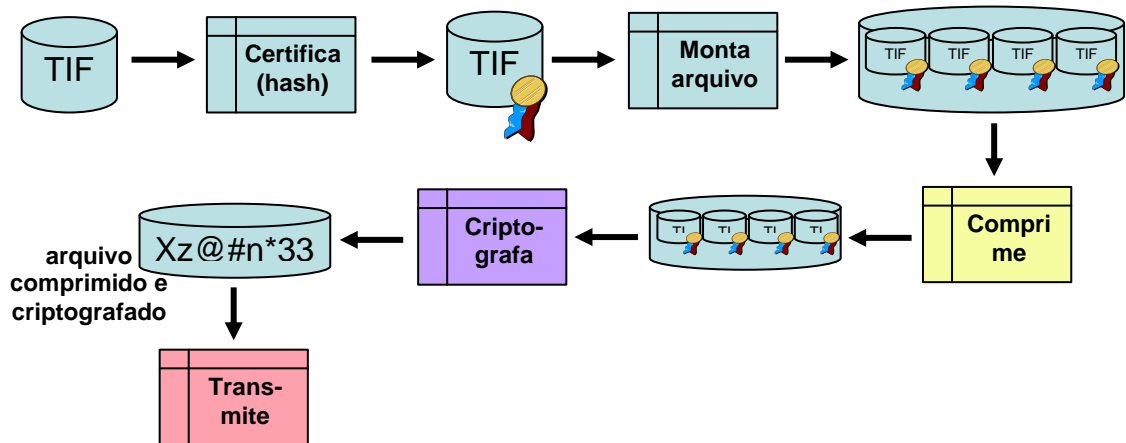 TIF
Certifica
(hash)
TIF
Monta
arquivo
TIF
TIF
TIF
TIF
Compri
me
TI
TI
TI
TI
Cripto-
grafa
Xz@#n*33
arquivo
comprimido e
criptografado
Trans-
mite